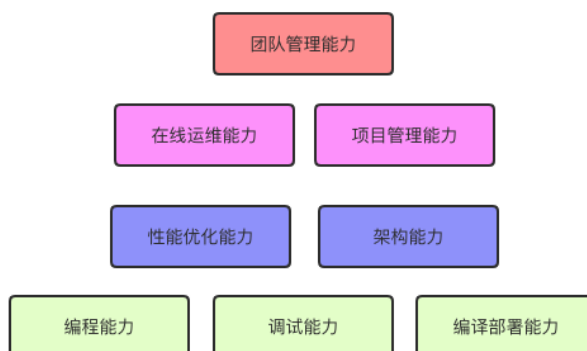 团队管理能力
在线运维能力
项目管理能力
性能优化能力
架构能力
编程能力
调试能力
编译部署能力